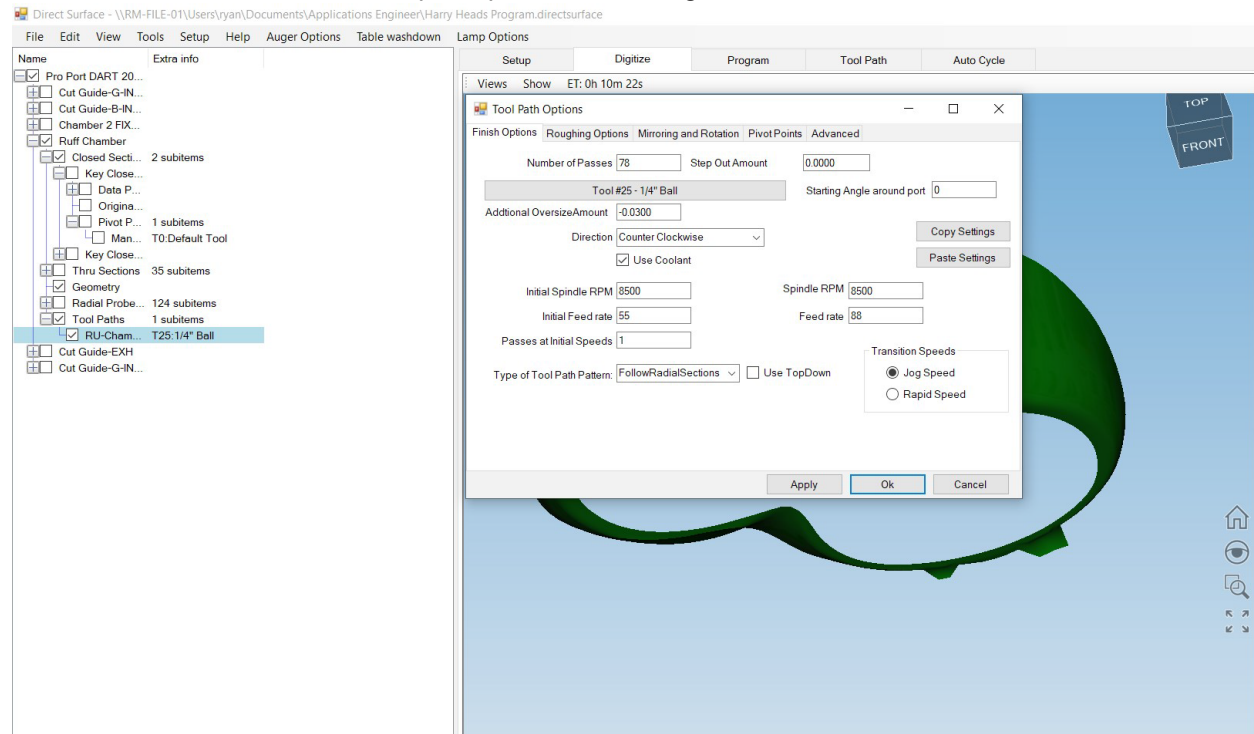 Direct Surface - \\RM-FILE-01\Users\ryan\Documents\Applications Engineer\Harry Heads Program.directsurface
File Edit View Tools Setup Help Auger Options Table washdown Lamp Options
Name Extra info
Pro Port DART 20...
Cut Guide-G-IN...
Cut Guide-B-IN...
Chamber 2 FIX...
Ruff Chamber
Closed Secti... 2 subitems
Key Close...
Data P...
Origina...
Pivot P... 1 subitems
Man... T0:Default Tool
Key Close...
Thru Sections 35 subitems
Geometry
Radial Probe... 124 subitems
Tool Paths 1 subitems
RU-Cham... T25:1/4" Ball
Cut Guide-EXH
Cut Guide-G-IN...
Setup Digitize Program Tool Path Auto Cycle
Views Show ET: 0h 10m 22s
Tool Path Options
Finish Options Roughing Options Mirroring and Rotation Pivot Points Advanced
Number of Passes 78 Step Out Amount 0.0000
Tool #25 - 1/4" Ball Starting Angle around port 0
Addtional OversizeAmount -0.0300
Direction Counter Clockwise Copy Settings
Use Coolant Paste Settings
Initial Spindle RPM 8500 Spindle RPM 8500
Initial Feed rate 55 Feed rate 88
Passes at Initial Speeds 1
Transition Speeds
Type of Tool Path Pattern: FollowRadialSections Use TopDown Jog Speed
Rapid Speed
Apply Ok Cancel
TOP
FRONT